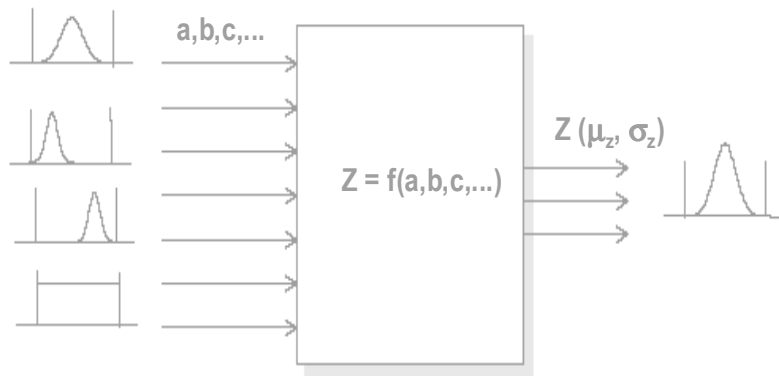 a,b,c,...
Z = f(a,b,c,...)
Z (μz, σz)